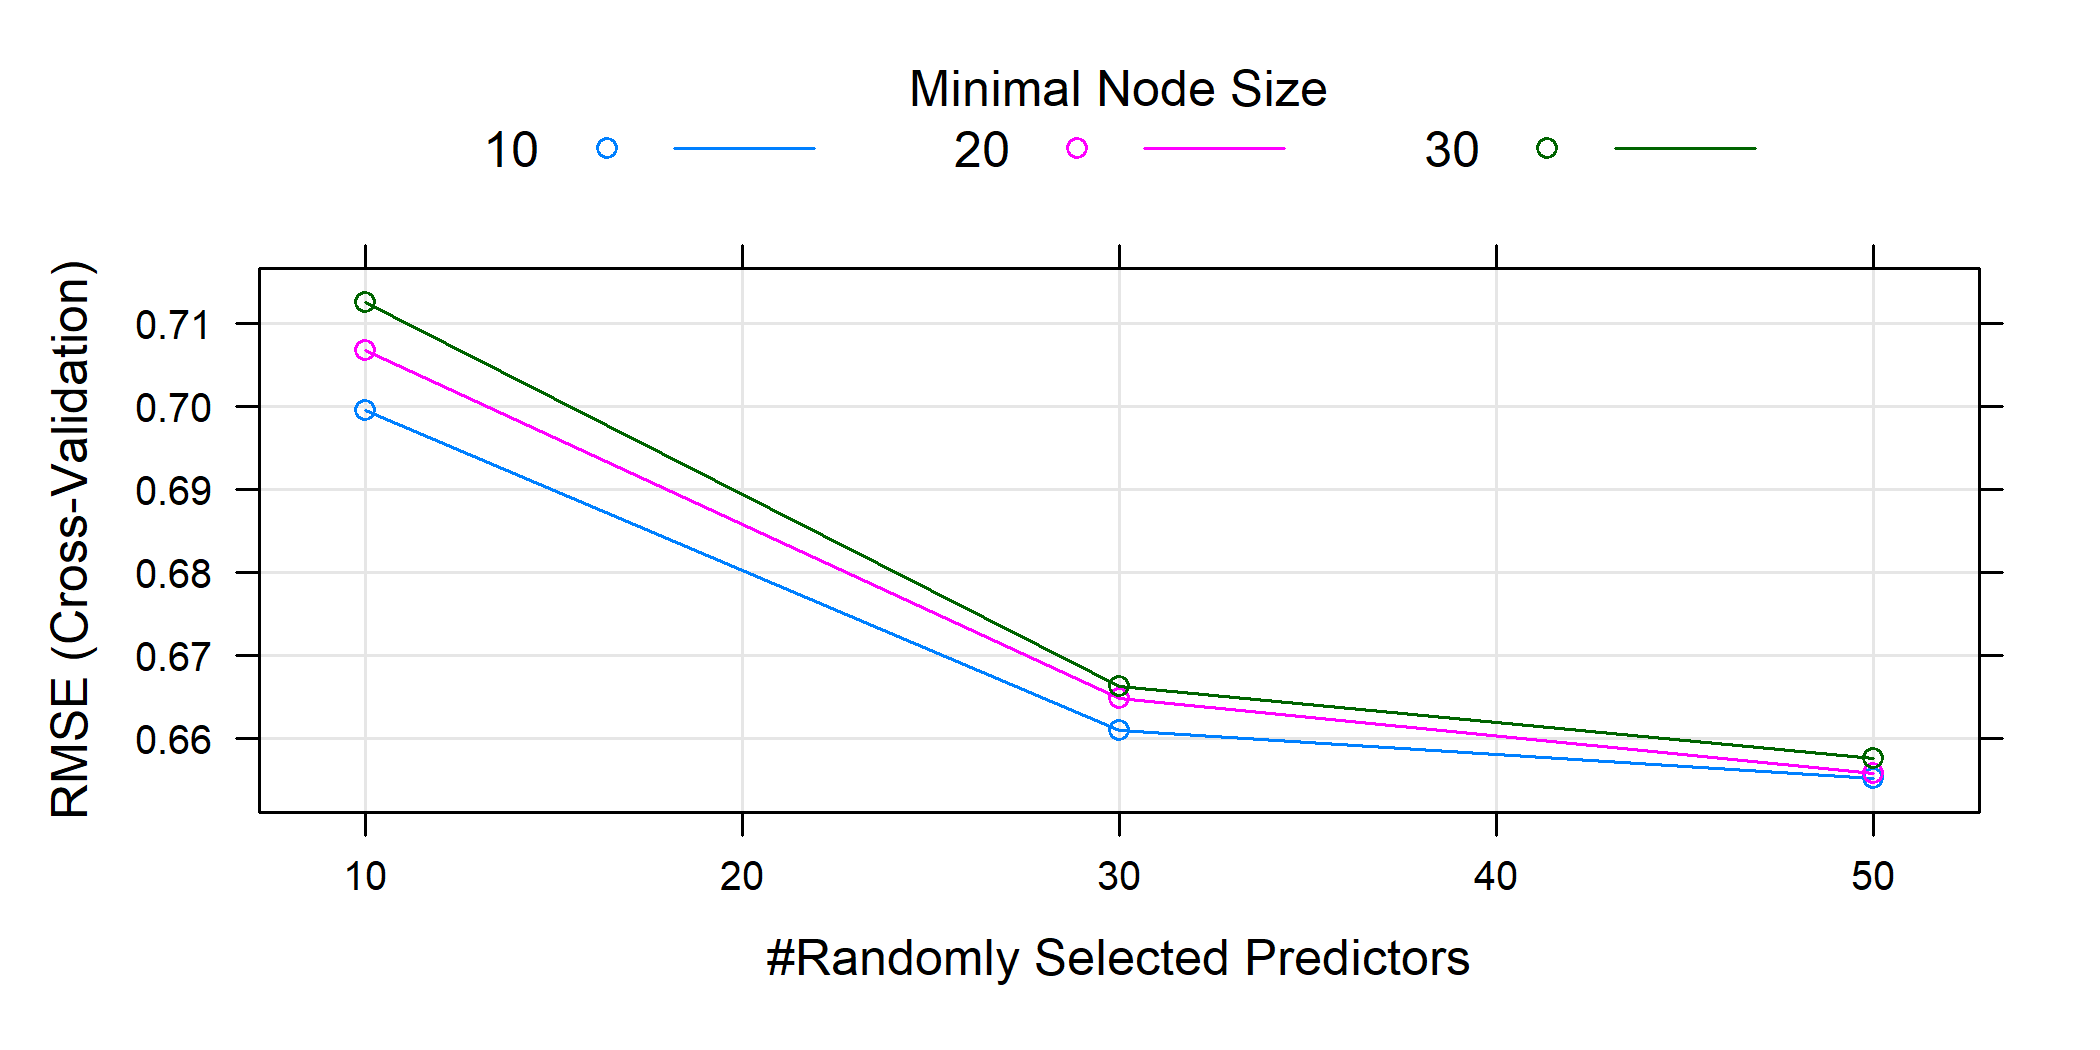 Minimal Node Size
10 20 30
RMSE (Cross-Validation)
0.71
0.70
0.69
0.68
0.67
0.66
10 20 30 40 50
#Randomly Selected Predictors